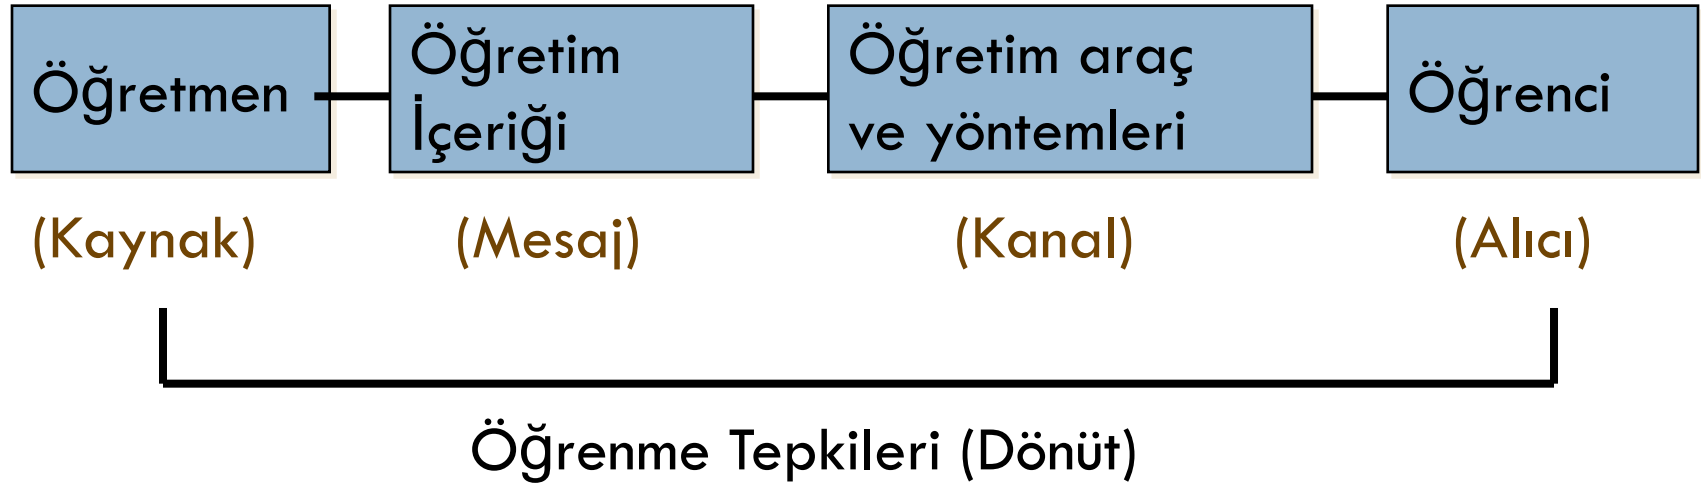 Öğretmen
Öğretim
İçeriği
Öğretim araç
ve yöntemleri
Öğrenci
(Kaynak)
(Mesaj)
(Kanal)
(Alıcı)
Öğrenme Tepkileri (Dönüt)